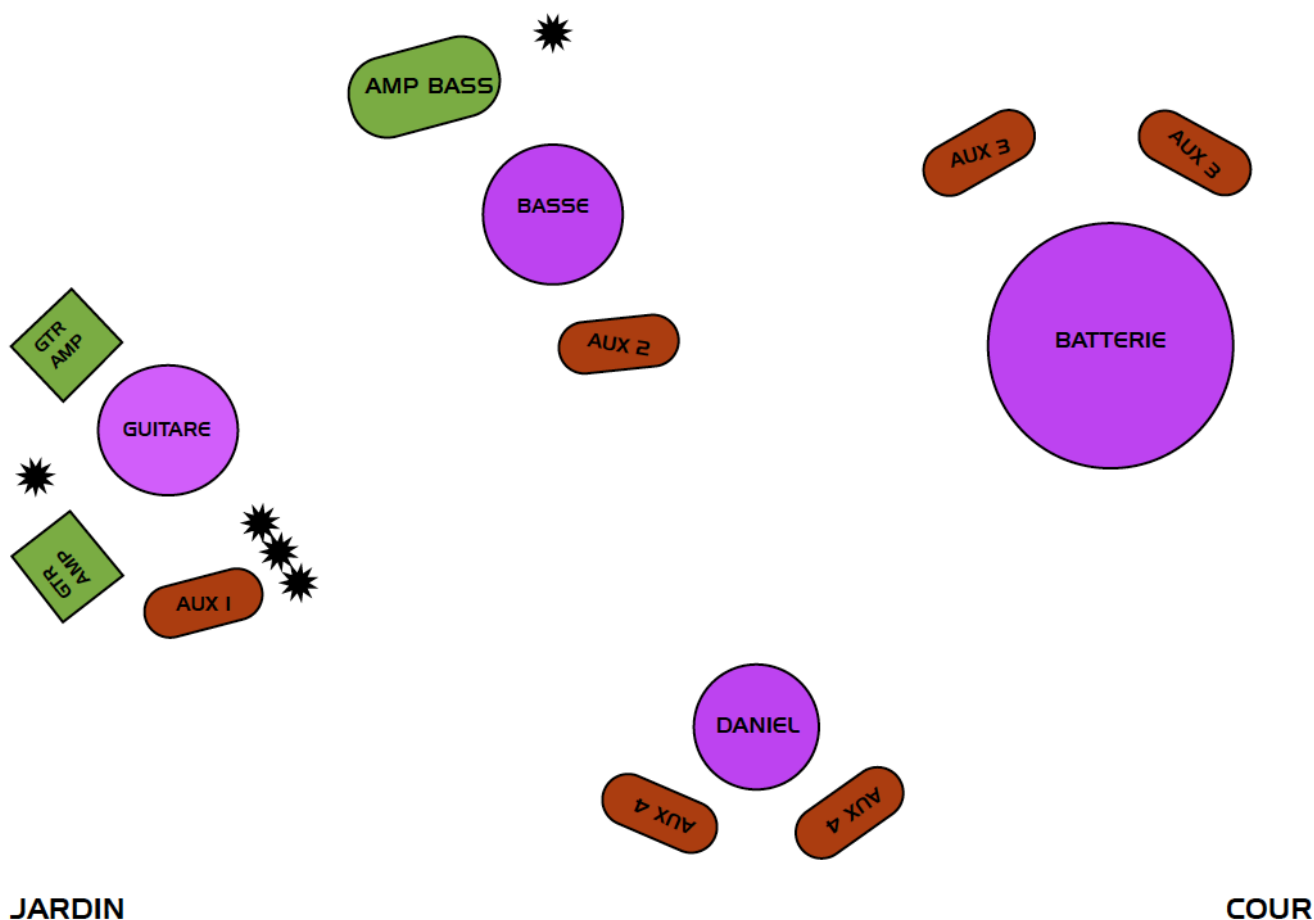 AMP BASS
AUX 3
AUX 3
BASSE
AUX 2
BATTERIE
GTR
AMP
GUITARE
GTR
AMP
AUX 1
DANIEL
AUX 4
AUX 4
JARDIN
COUR